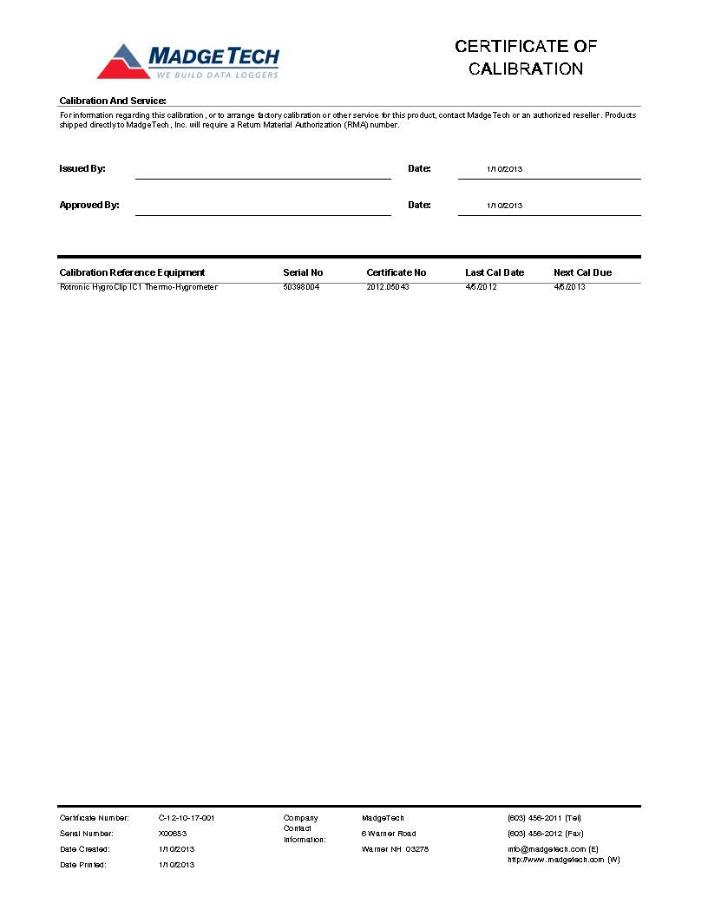 MADGETECH
WE BUILD DATA LOGGERS
CERTIFICATE OF
CALIBRATION
Calibration And Service:
For information regarding this calibration, or to arrange factory calibration or other service for this product, contact MadgeTech or an authorized reseller. Products
shipped directly to MadgeTech, Inc. will require a Return Material Authorization (RMA) number.
Issued By: Date: 1/10/2013
Approved By: Date: 1/10/2013
Calibration Reference Equipment Serial No Certificate No Last Cal Date Next Cal Due
Rotronic HygroClip IC1 Thermo-Hygrometer 50398004 2012.05043 4/5/2012 4/5/2013
Certificate Number: C-12-10-17-001 Company MadgeTech (603) 456-2011 (Tel)
Contact
Serial Number: X00653 Information: 6 Warner Road (603) 456-2012 (Fax)
Date Created: 1/10/2013 Warner NH 03278 info@madgetech.com (E)
http://www.madgetech.com (W)
Date Printed: 1/10/2013